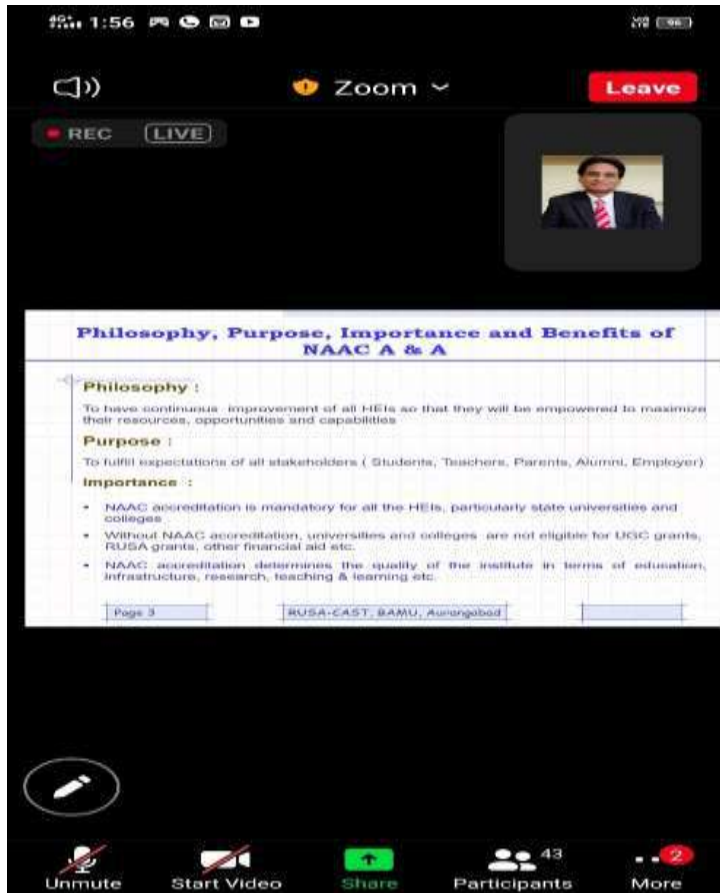 4G+ 1:56 VoD LTE 96
Zoom
Leave
REC LIVE
Philosophy, Purpose, Importance and Benefits of
NAAC A & A
Philosophy :
To have continuous improvement of all HEIs so that they will be empowered to maximize
their resources, opportunities and capabilities
Purpose :
To fulfill expectations of all stakeholders ( Students, Teachers, Parents, Alumni, Employer)
Importance :
• NAAC accreditation is mandatory for all the HEIs, particularly state universities and
colleges
• Without NAAC accreditation, universities and colleges are not eligible for UGC grants,
RUSA grants, other financial aid etc.
• NAAC accreditation determines the quality of the institute in terms of education,
infrastructure, research, teaching & learning etc.
Page 3 RUSA-CAST, BAMU, Aurangabad
43 2
Unmute Start Video Share Participants More